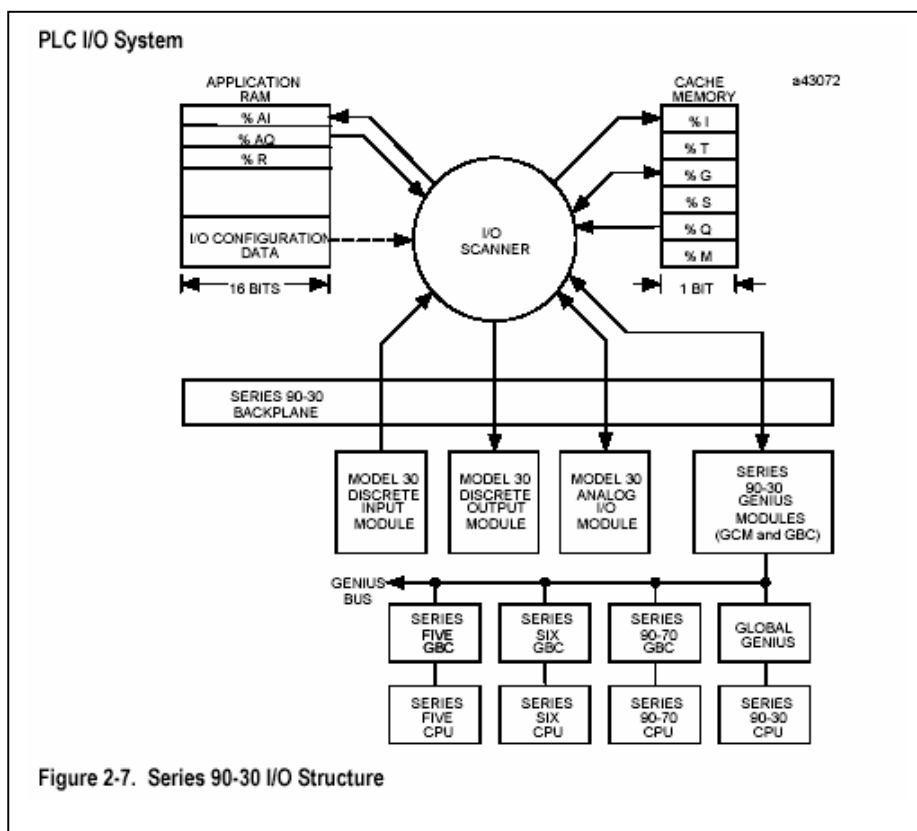 PLC I/O System
APPLICATION
RAM
% AI
% AQ
% R
I/O CONFIGURATION
DATA
16 BITS
I/O
SCANNER
CACHE
MEMORY
% I
% T
% G
% S
% Q
% M
1 BIT
a43072
SERIES 90-30
BACKPLANE
MODEL 30
DISCRETE
INPUT
MODULE
MODEL 30
DISCRETE
OUTPUT
MODULE
MODEL 30
ANALOG
I/O
MODULE
SERIES
90-30
GENIUS
MODULES
(GCM and GBC)
GENIUS
BUS
SERIES
FIVE
GBC
SERIES
SIX
GBC
SERIES
90-70
GBC
GLOBAL
GENIUS
SERIES
FIVE
CPU
SERIES
SIX
CPU
SERIES
90-70
CPU
SERIES
90-30
CPU
Figure 2-7. Series 90-30 I/O Structure